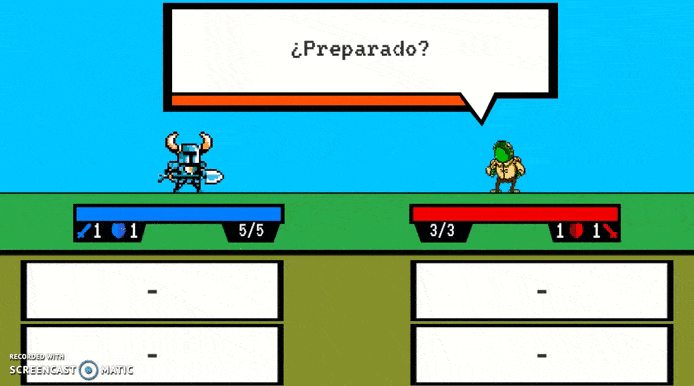 ¿Preparado?
1 1 5/5
3/3 1 1
- -
- -
RECORDED WITH
SCREENCAST MATIC